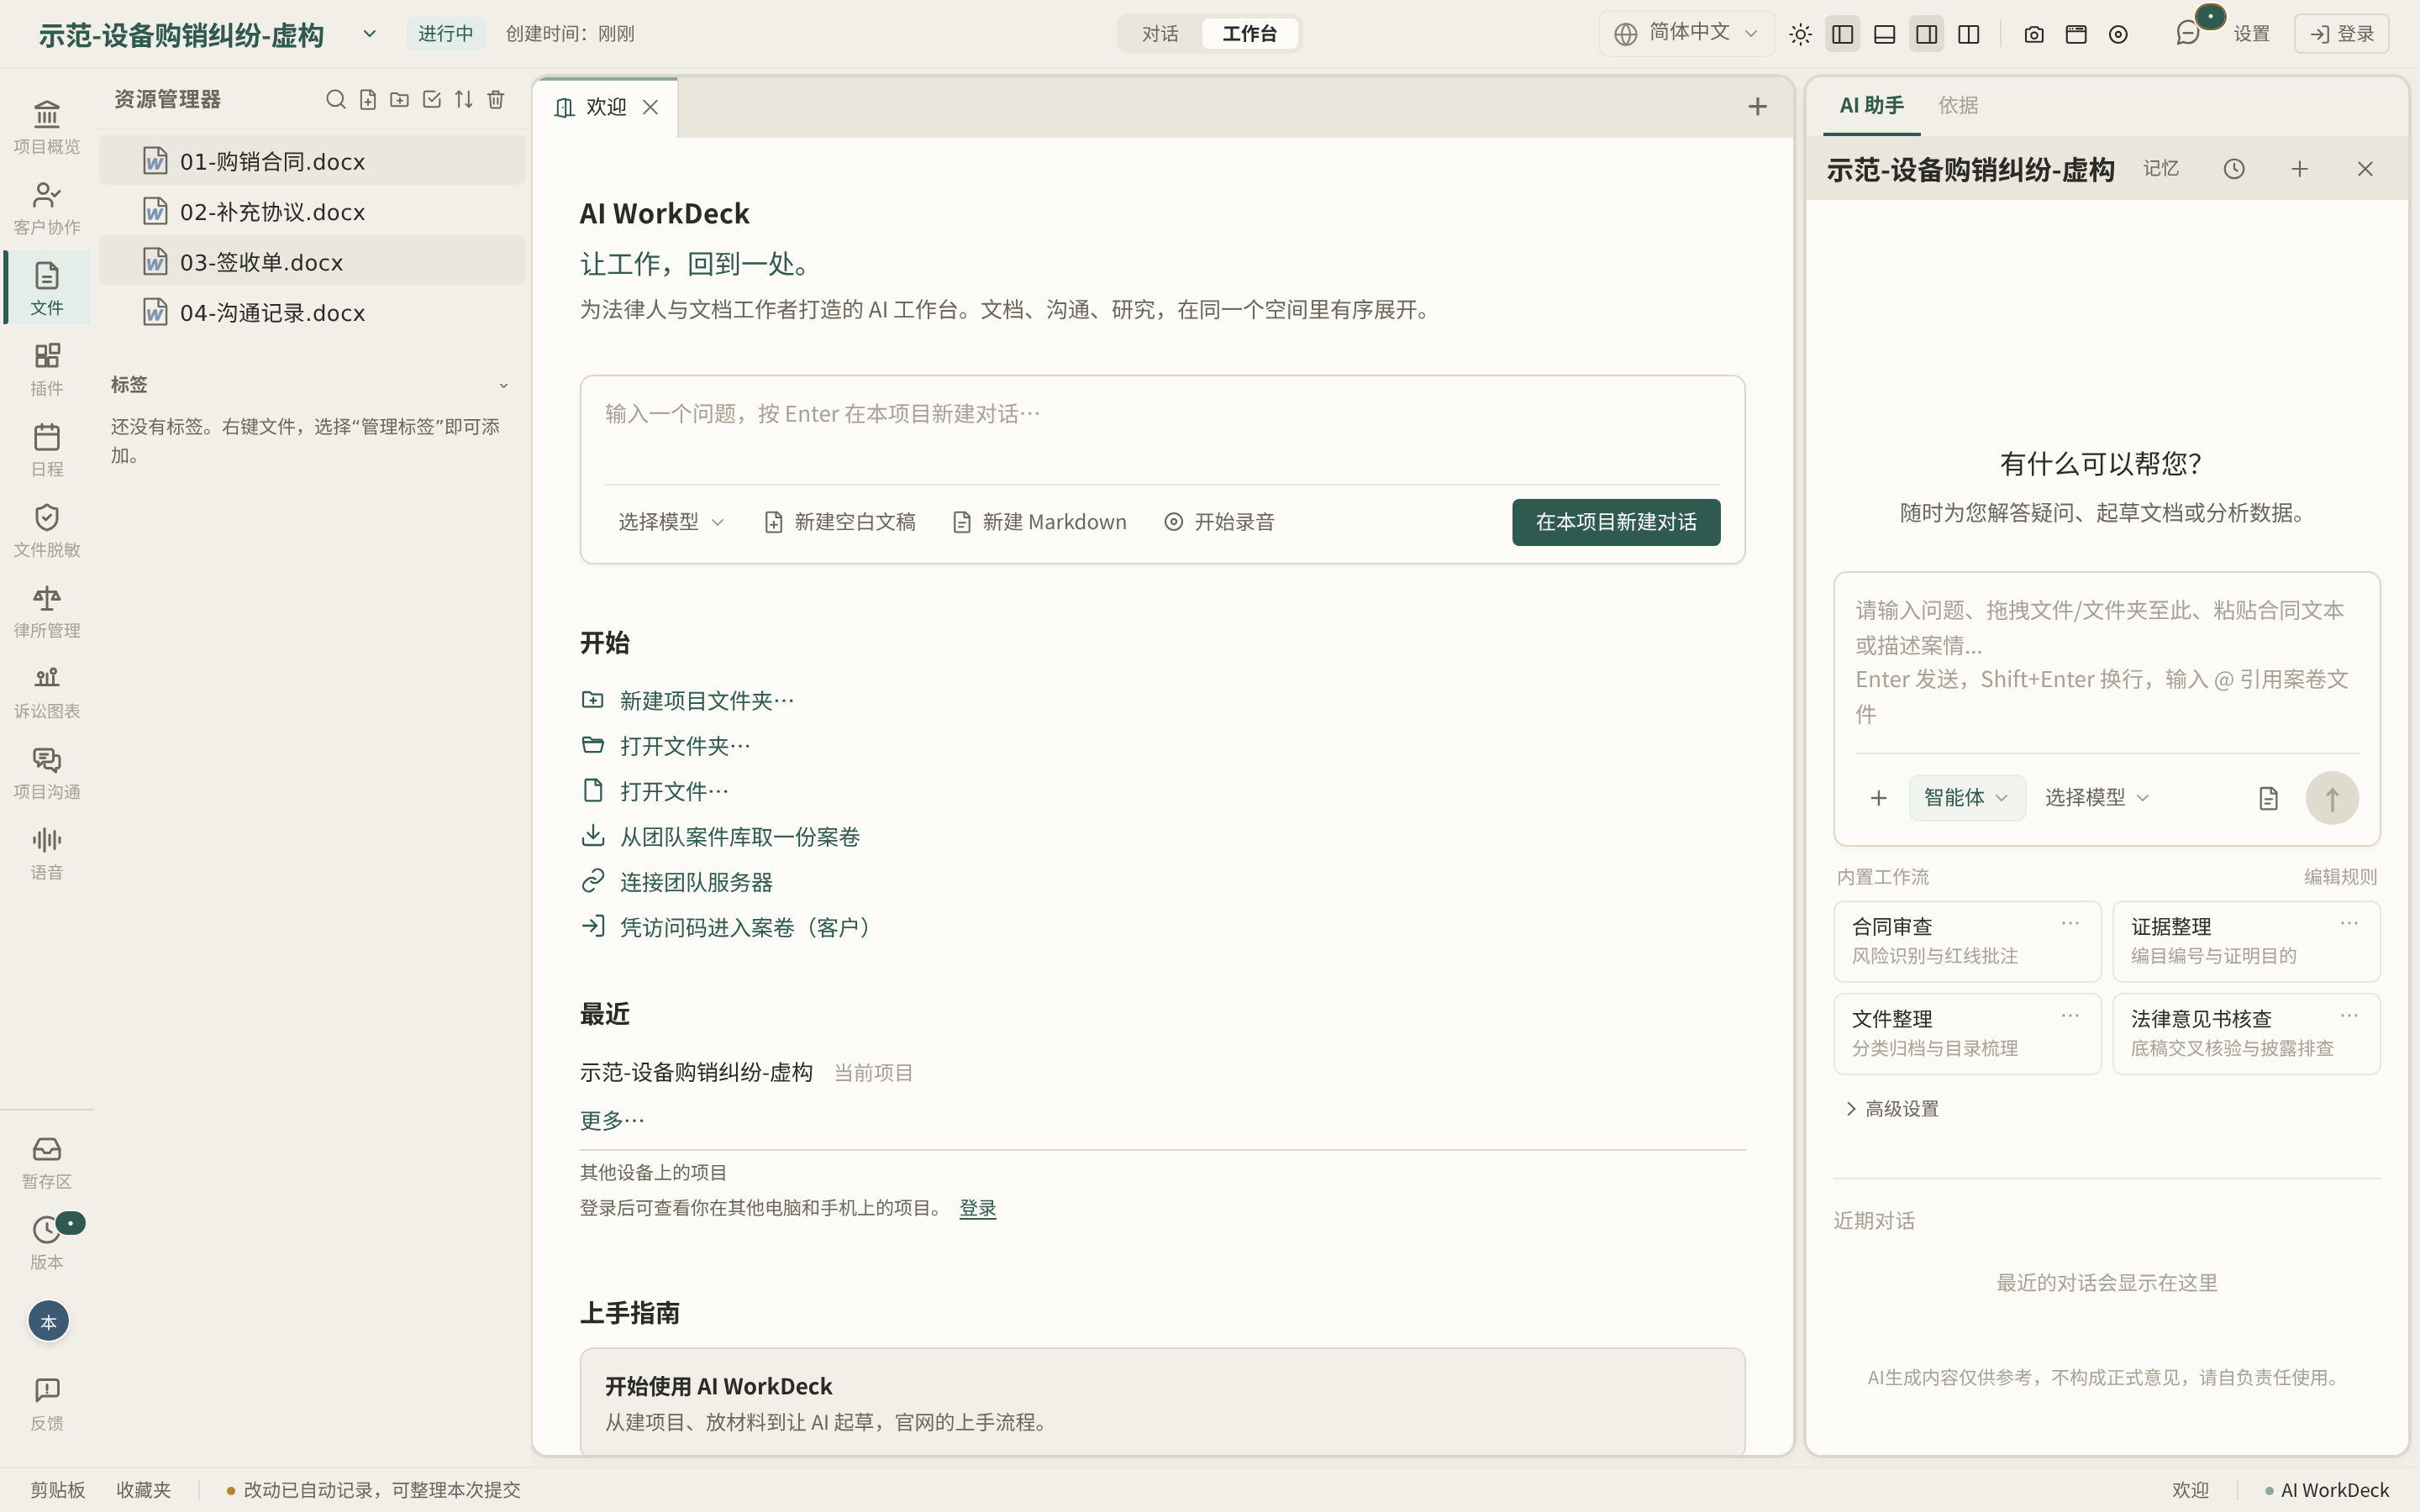 示范-设备购销纠纷-虚构
进行中
创建时间：刚刚
对话
工作台
简体中文
设置
登录
项目概览
客户协作
文件
插件
日程
文件脱敏
律所管理
诉讼图表
项目沟通
语音
暂存区
版本
本
反馈
资源管理器
01-购销合同.docx
02-补充协议.docx
03-签收单.docx
04-沟通记录.docx
标签
还没有标签。右键文件，选择“管理标签”即可添
加。
欢迎
AI WorkDeck
让工作，回到一处。
为法律人与文档工作者打造的 AI 工作台。文档、沟通、研究，在同一个空间里有序展开。
输入一个问题，按 Enter 在本项目新建对话…
选择模型
新建空白文稿
新建 Markdown
开始录音
在本项目新建对话
开始
新建项目文件夹…
打开文件夹…
打开文件…
从团队案件库取一份案卷
连接团队服务器
凭访问码进入案卷（客户）
最近
示范-设备购销纠纷-虚构 当前项目
更多…
其他设备上的项目
登录后可查看你在其他电脑和手机上的项目。 登录
上手指南
开始使用 AI WorkDeck
从建项目、放材料到让 AI 起草，官网的上手流程。
AI 助手
依据
示范-设备购销纠纷-虚构
记忆
有什么可以帮您？
随时为您解答疑问、起草文档或分析数据。
请输入问题、拖拽文件/文件夹至此、粘贴合同文本
或描述案情...
Enter 发送，Shift+Enter 换行，输入 @ 引用案卷文
件
智能体
选择模型
内置工作流
编辑规则
合同审查
风险识别与红线批注
证据整理
编目编号与证明目的
文件整理
分类归档与目录梳理
法律意见书核查
底稿交叉核验与披露排查
高级设置
近期对话
最近的对话会显示在这里
AI生成内容仅供参考，不构成正式意见，请自负责任使用。
剪贴板
收藏夹
改动已自动记录，可整理本次提交
欢迎
AI WorkDeck